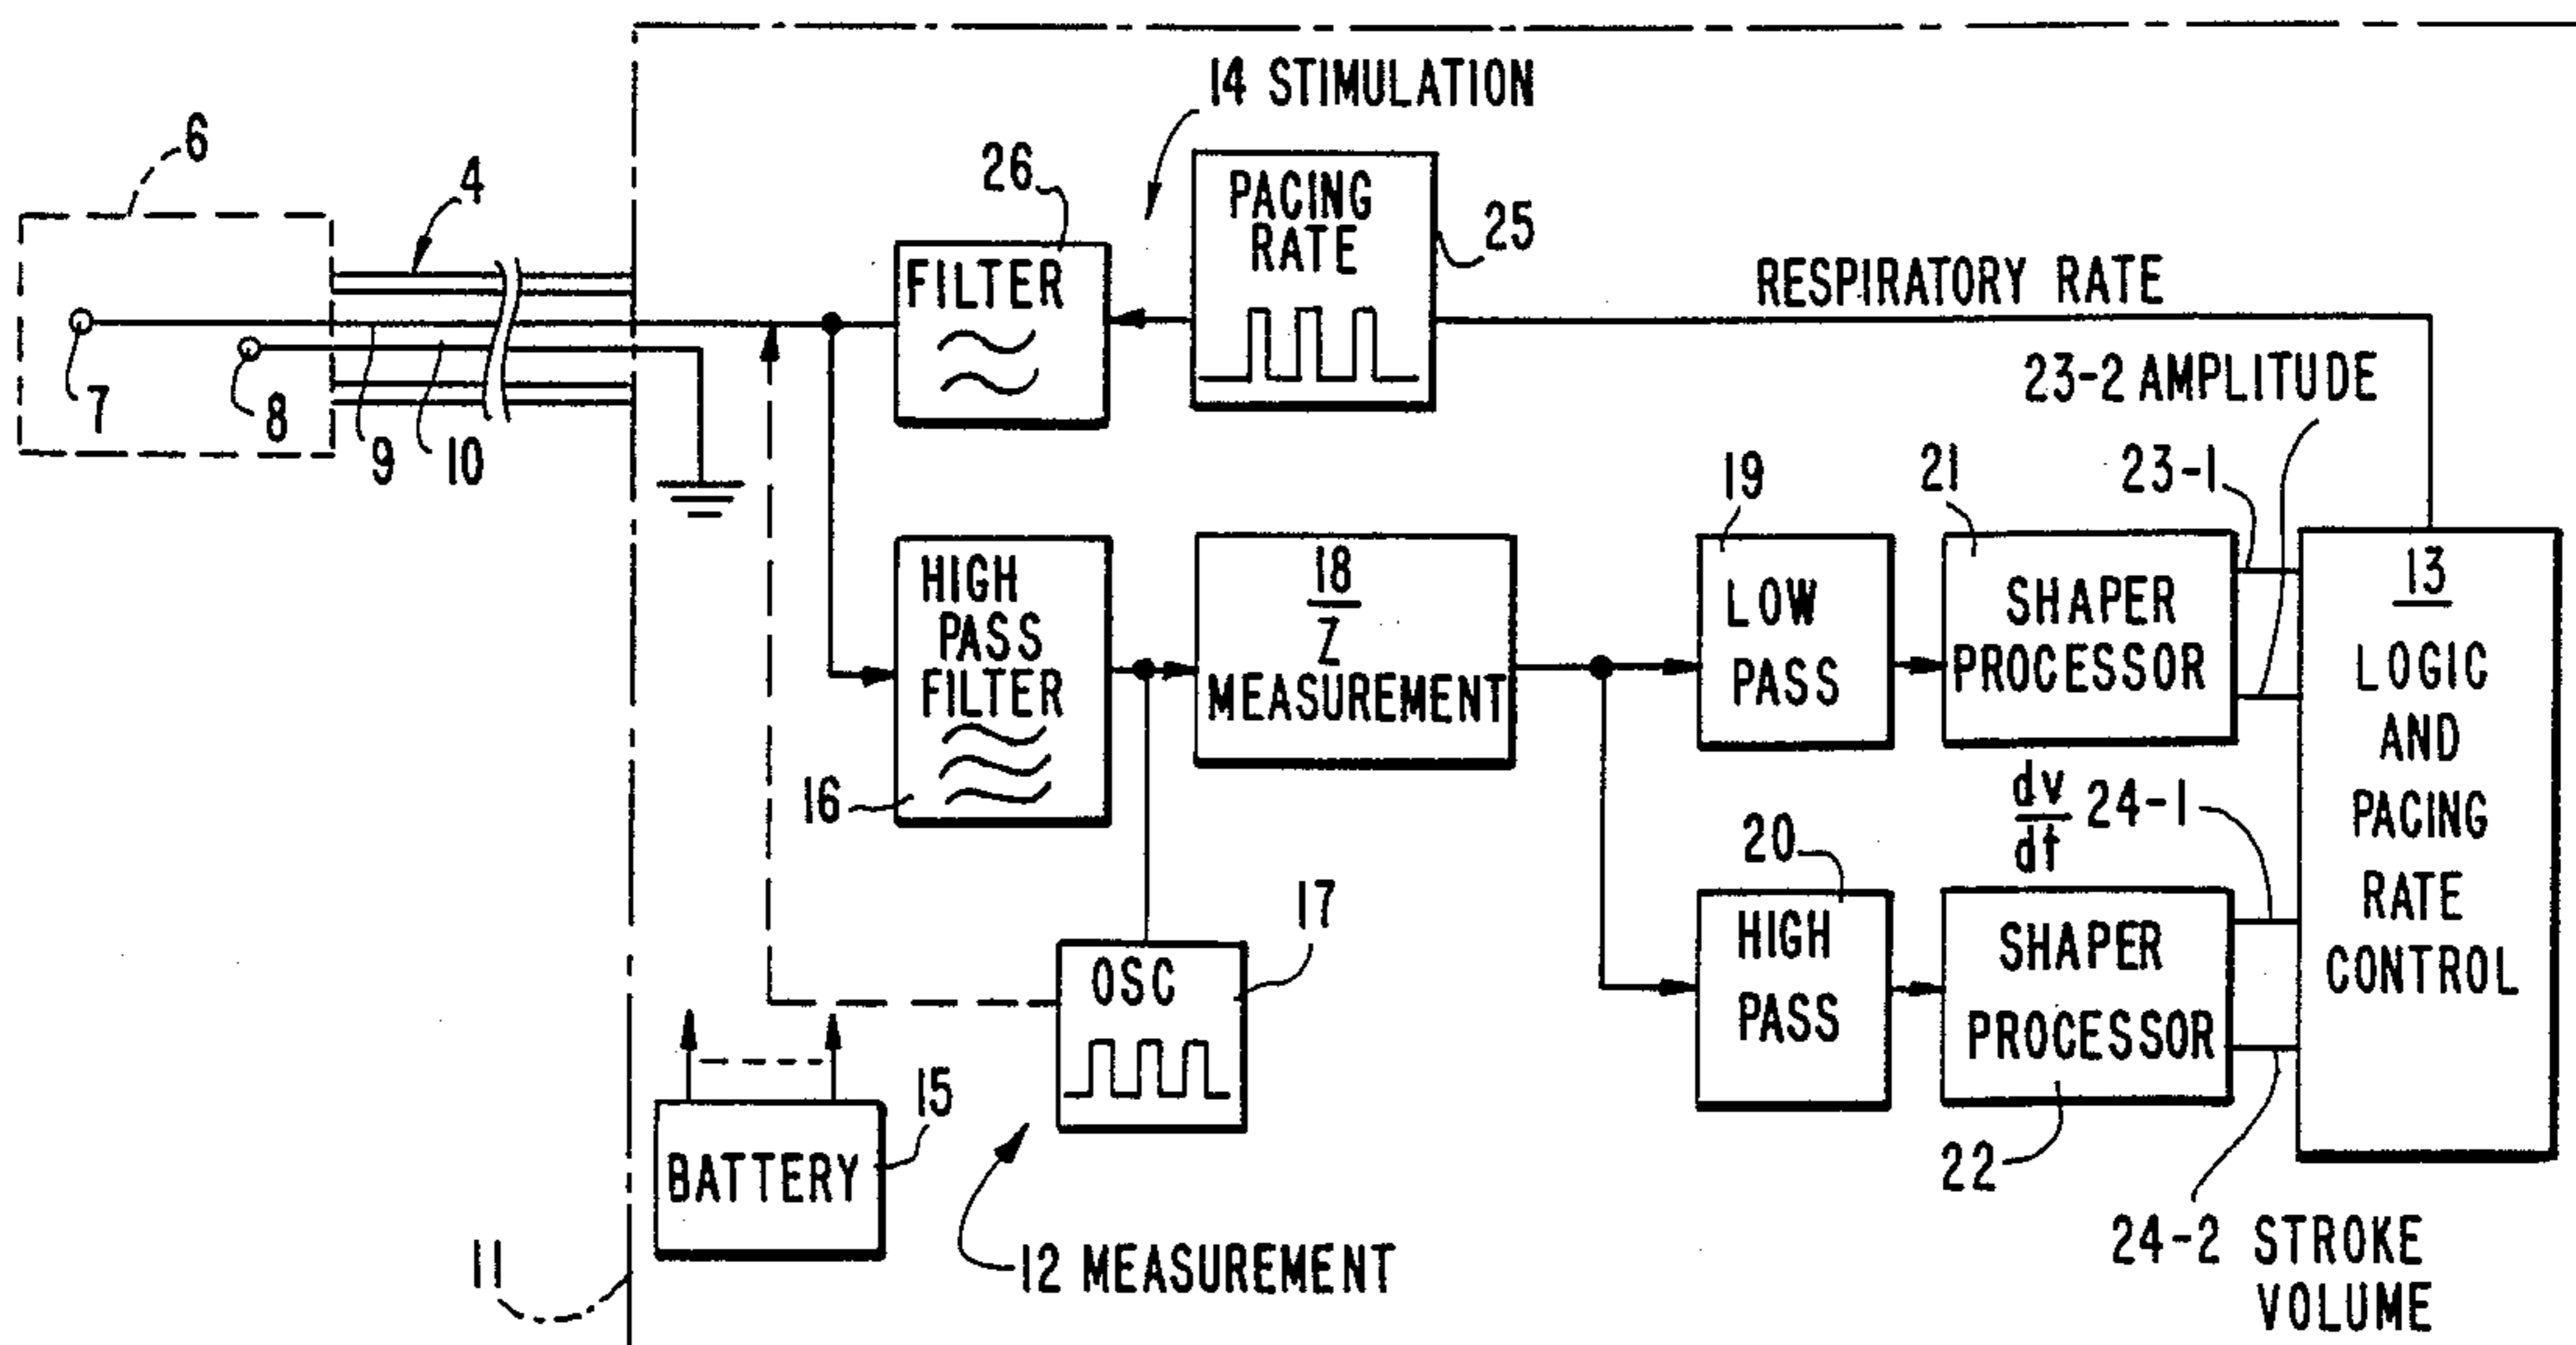 14 STIMULATION
6
4
26
PACING
RATE
25
FILTER
RESPIRATORY RATE
7
8
9
10
23-2 AMPLITUDE
23-1
19
21
HIGH
PASS
FILTER
16
18
Z
MEASUREMENT
LOW
PASS
SHAPER
PROCESSOR
13
LOGIC
AND
PACING
RATE
CONTROL
dv
dt
24-1
20
17
OSC
HIGH
PASS
SHAPER
PROCESSOR
15
BATTERY
22
11
12 MEASUREMENT
24-2 STROKE
VOLUME